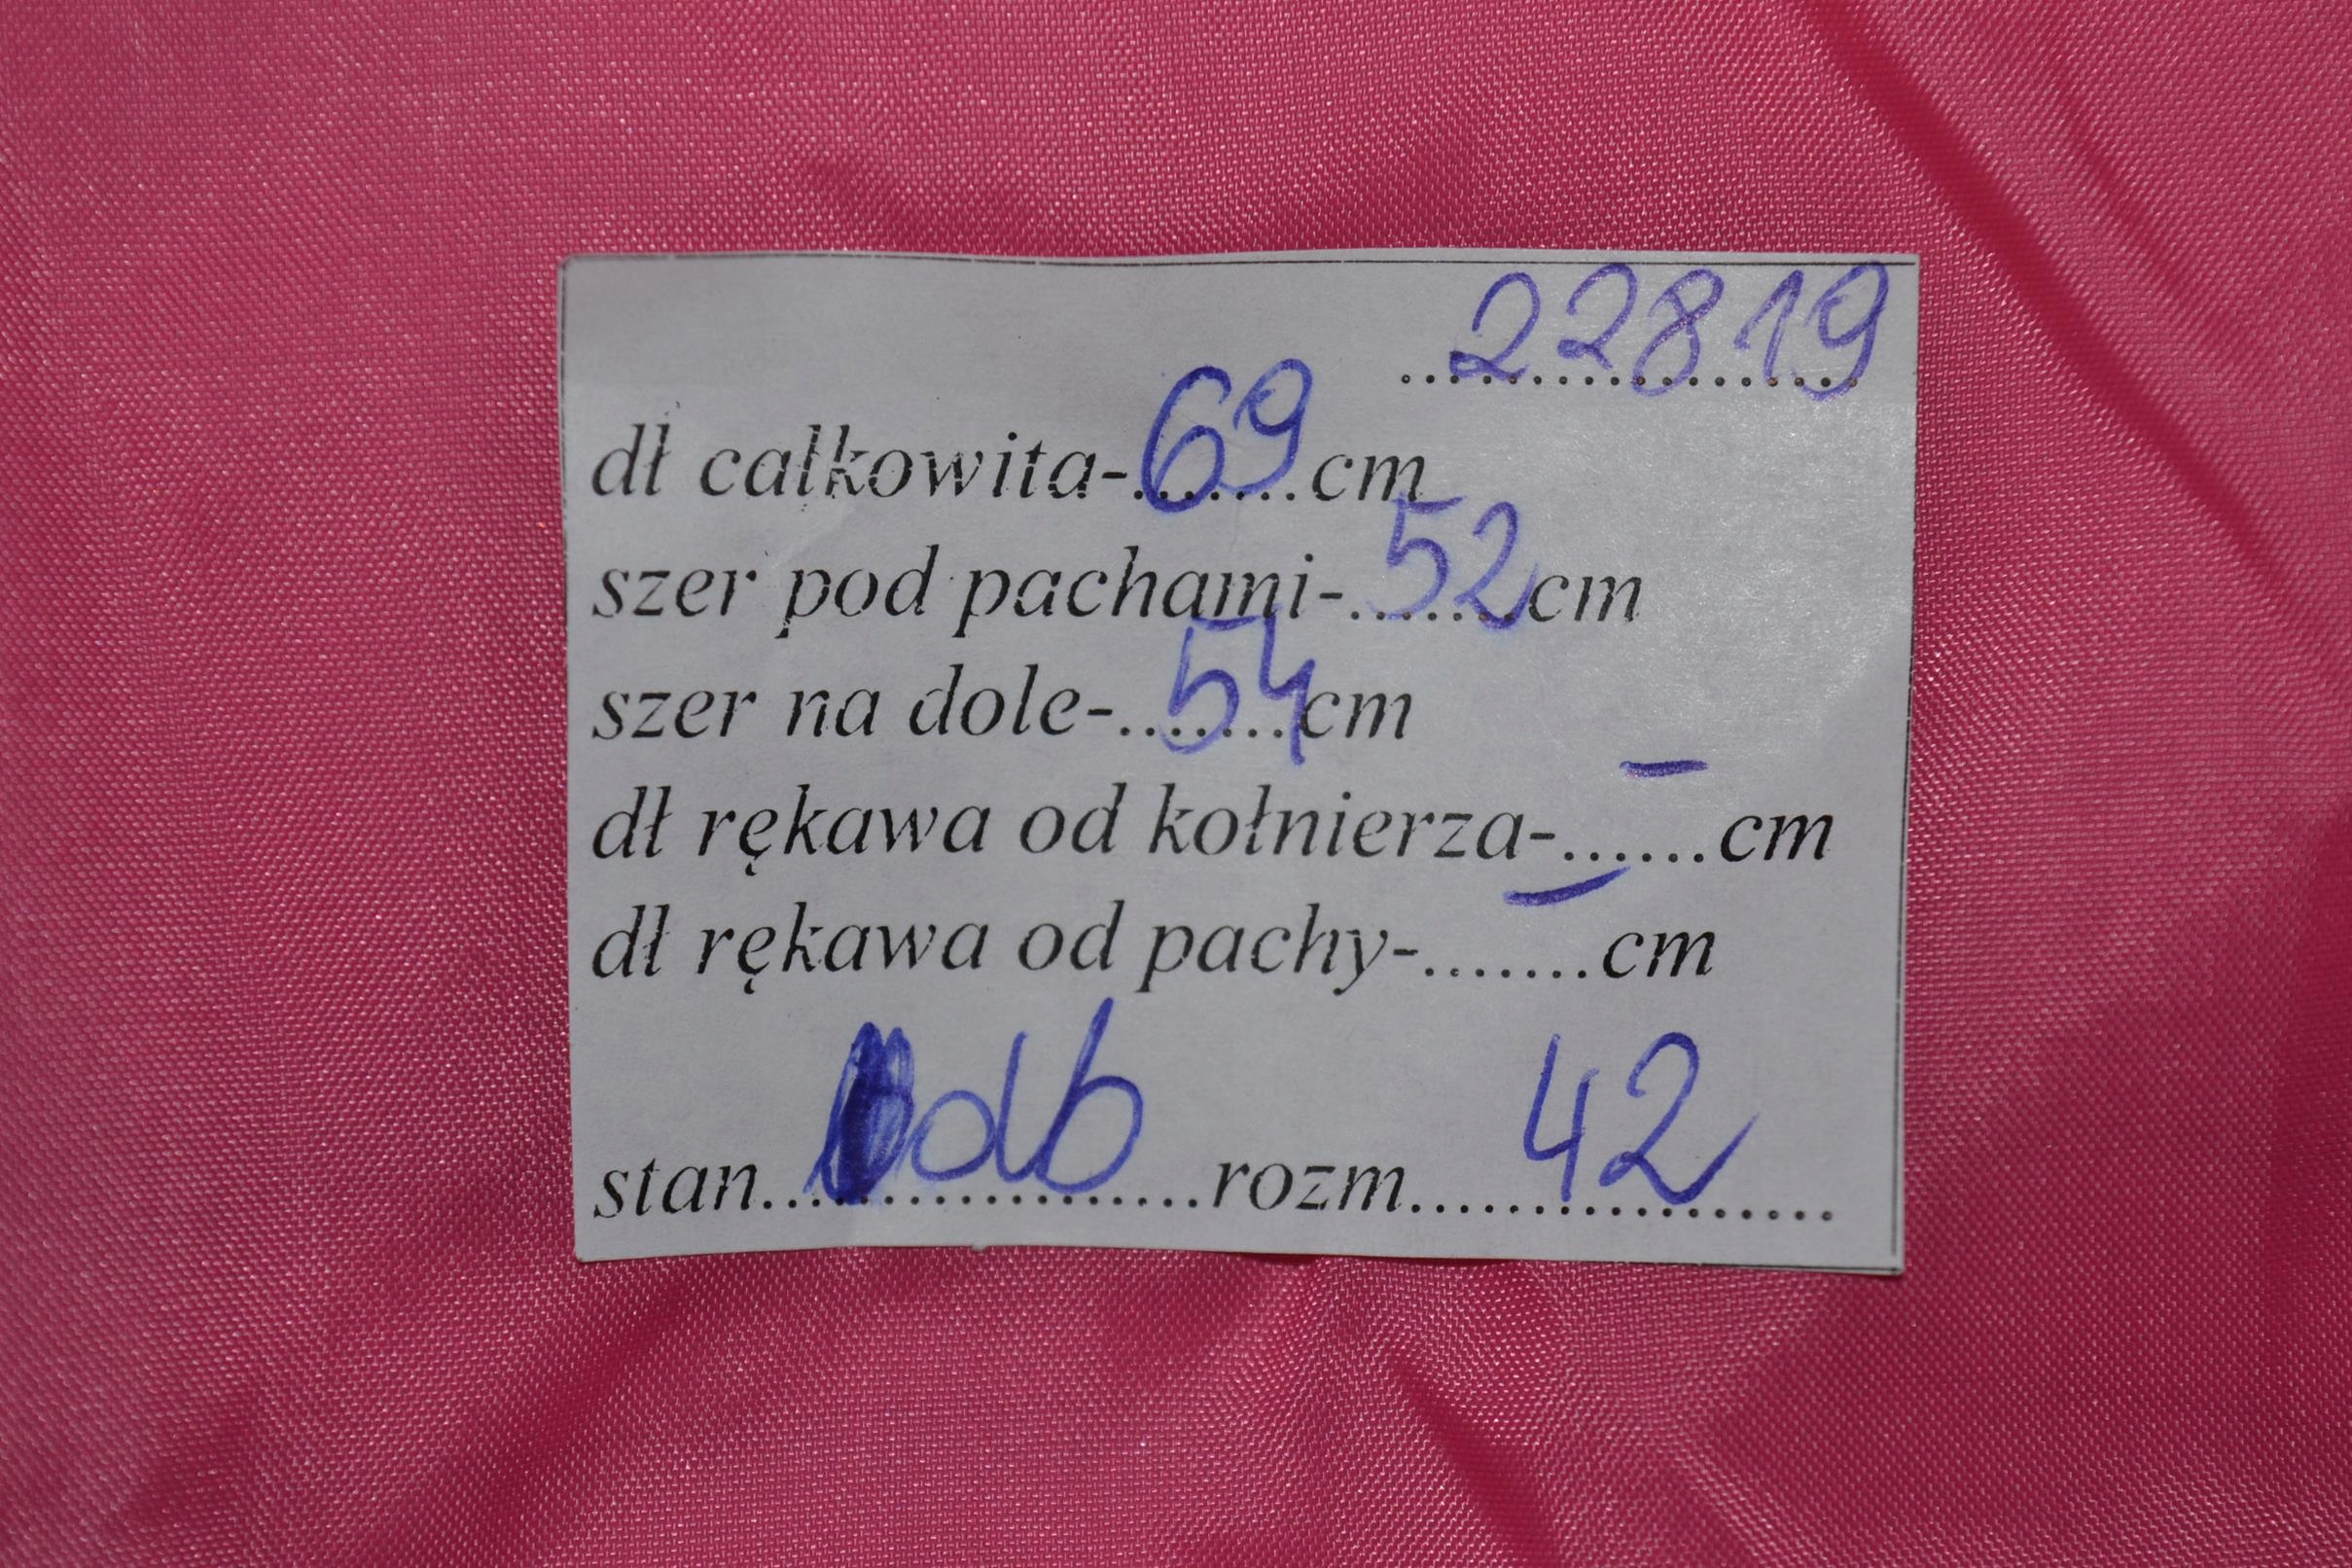 22819
dł całkowita-69cm
szer pod pachami-52cm
szer na dole-54cm
dł rękawa od kołnierza-......cm
dł rękawa od pachy-.......cm
stan...db...rozm...42...